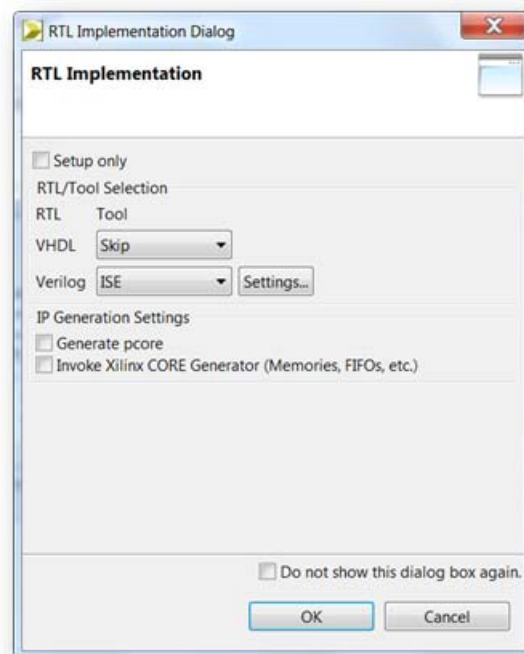 RTL Implementation Dialog
RTL Implementation
Setup only
RTL/Tool Selection
RTL Tool
VHDL Skip
Verilog ISE Settings...
IP Generation Settings
Generate pcore
Invoke Xilinx CORE Generator (Memories, FIFOs, etc.)
Do not show this dialog box again.
OK Cancel